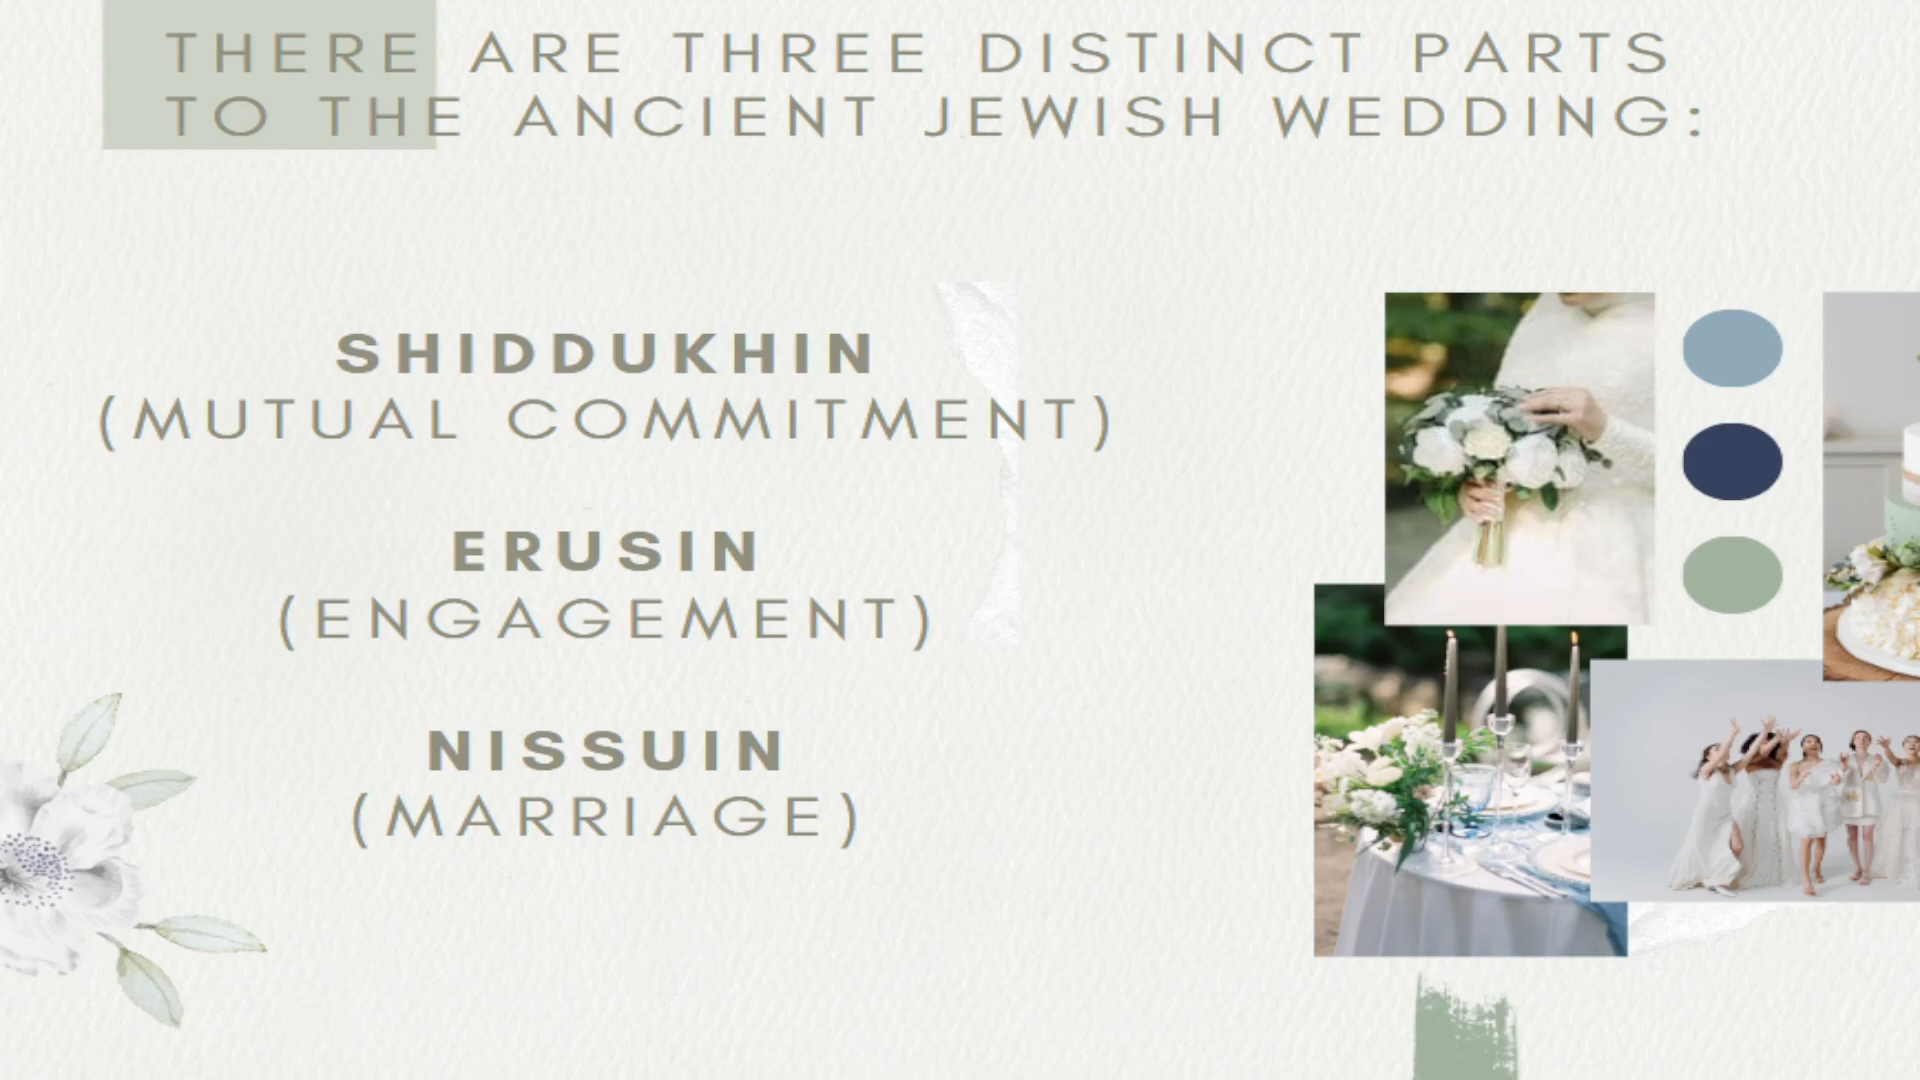 THERE ARE THREE DISTINCT PARTS
TO THE ANCIENT JEWISH WEDDING:
SHIDDUKHIN
(MUTUAL COMMITMENT)
ERUSIN
(ENGAGEMENT)
NISSUIN
(MARRIAGE)